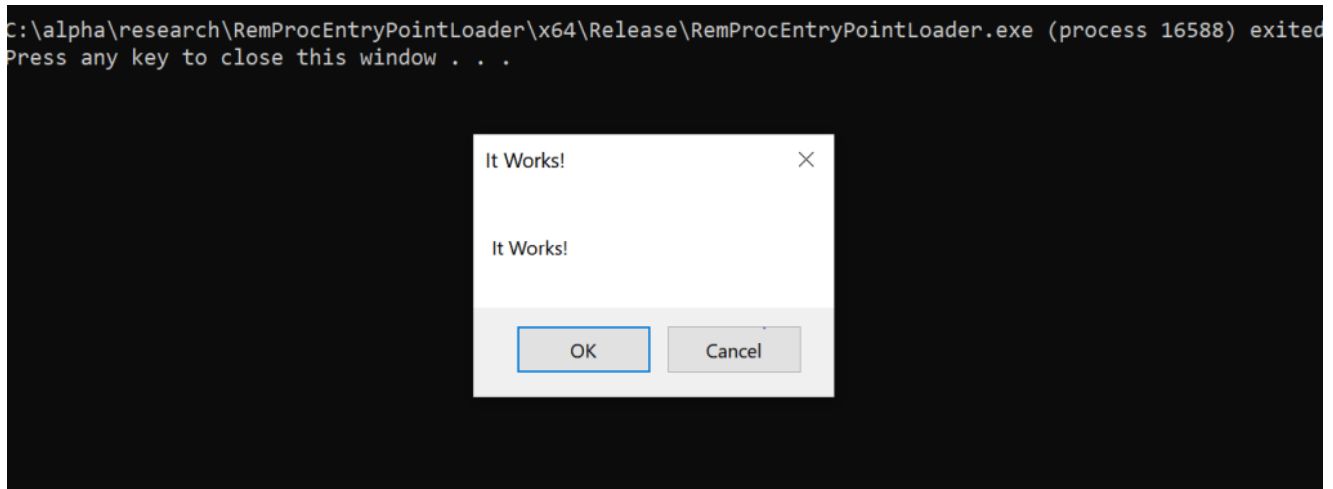 C:\alpha\research\RemProcEntryPointLoader\x64\Release\RemProcEntryPointLoader.exe (process 16588) exited
Press any key to close this window . . .
It Works!
It Works!
OK Cancel